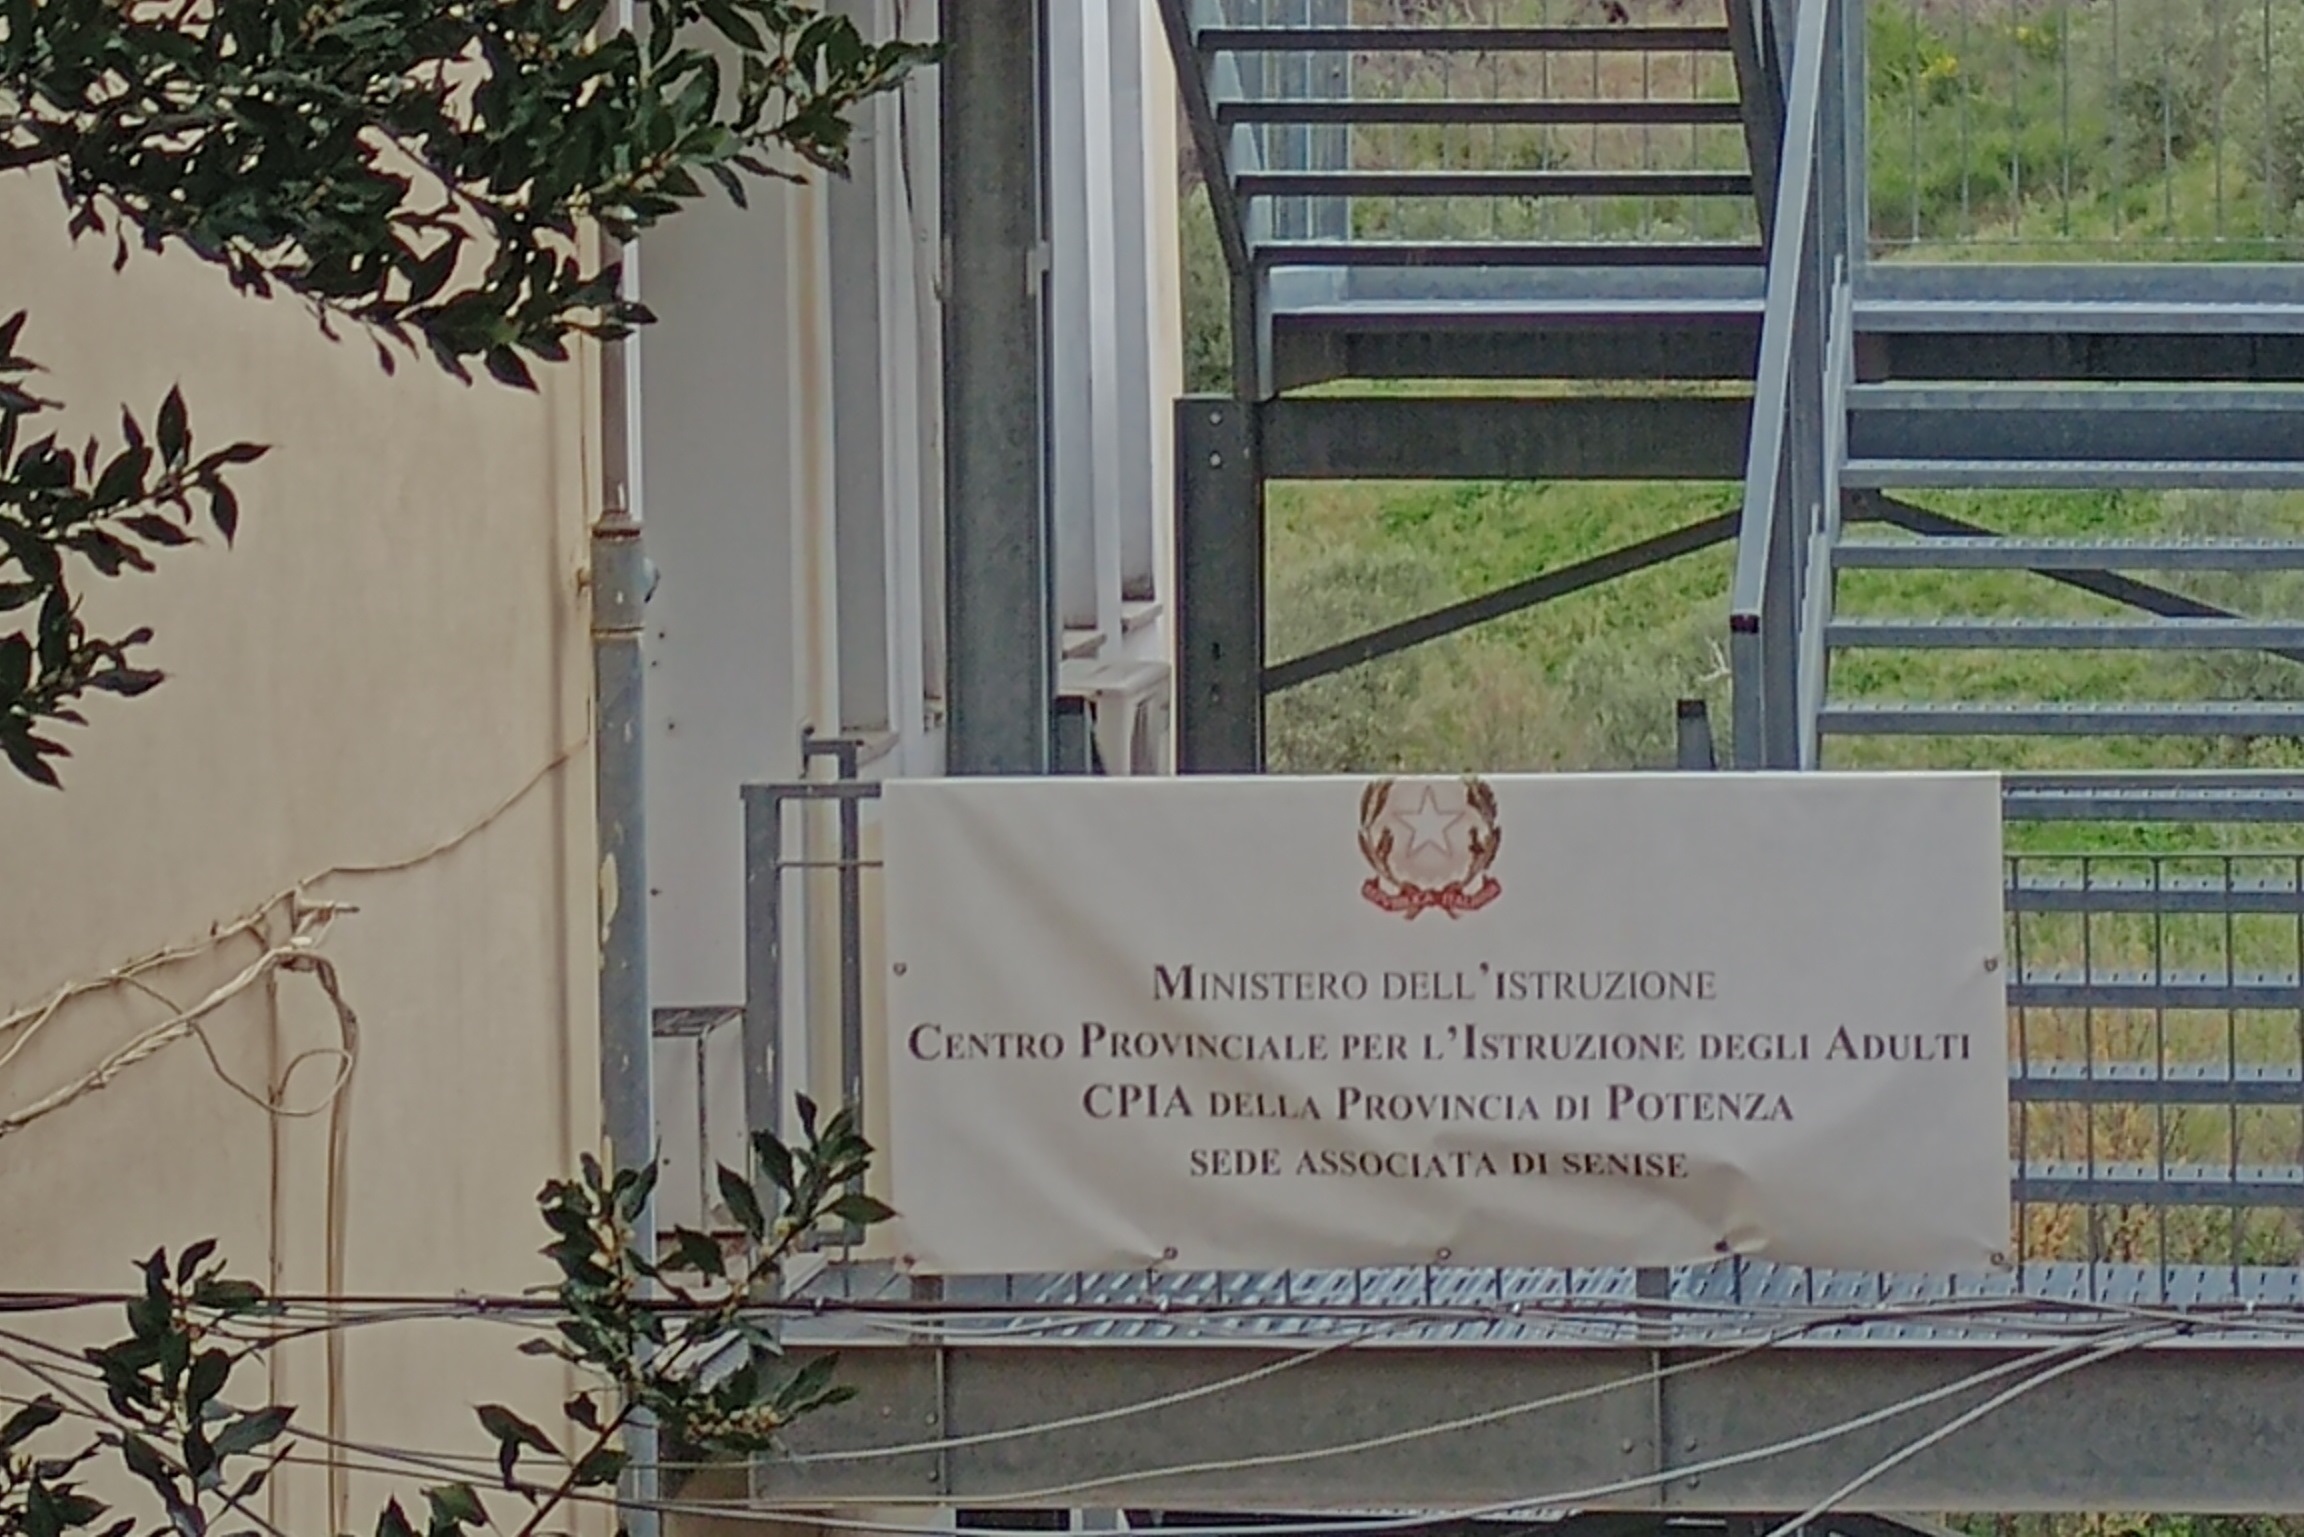 MINISTERO DELL'ISTRUZIONE
CENTRO PROVINCIALE PER L'ISTRUZIONE DEGLI ADULTI
CPIA DELLA PROVINCIA DI POTENZA
SEDE ASSOCIATA DI SENISE